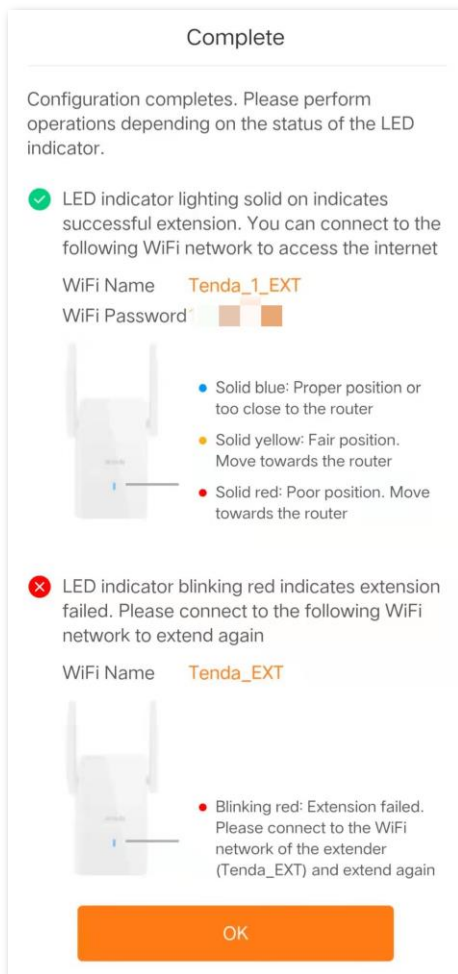 Complete
Configuration completes. Please perform
operations depending on the status of the LED
indicator.
LED indicator lighting solid on indicates
successful extension. You can connect to the
following WiFi network to access the internet
WiFi Name Tenda_1_EXT
WiFi Password
Solid blue: Proper position or
too close to the router
Solid yellow: Fair position.
Move towards the router
Solid red: Poor position. Move
towards the router
LED indicator blinking red indicates extension
failed. Please connect to the following WiFi
network to extend again
WiFi Name Tenda_EXT
Blinking red: Extension failed.
Please connect to the WiFi
network of the extender
(Tenda_EXT) and extend again
OK